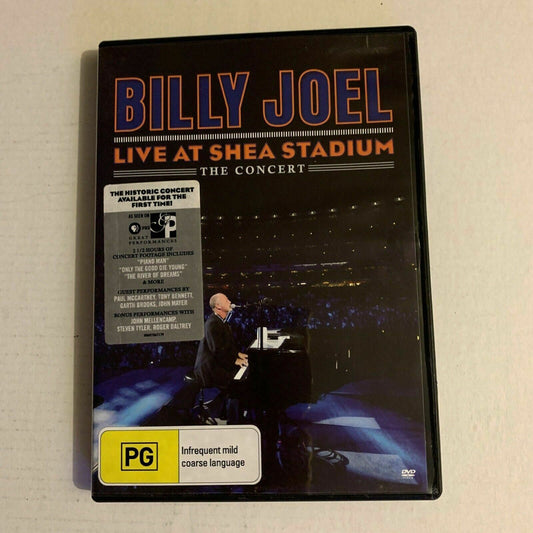 BILLY JOEL
LIVE AT SHEA STADIUM
THE CONCERT
THE HISTORIC CONCERT
AVAILABLE FOR THE
FIRST TIME!
AS SEEN ON
PBS
GP
GREAT
PERFORMANCES
2 1/2 HOURS OF
CONCERT FOOTAGE INCLUDES
"PIANO MAN"
"ONLY THE GOOD DIE YOUNG"
"THE RIVER OF DREAMS"
& MORE
GUEST PERFORMANCES BY
PAUL MCCARTNEY, TONY BENNETT,
GARTH BROOKS, JOHN MAYER
BONUS PERFORMANCES WITH
JOHN MELLENCAMP,
STEVEN TYLER, ROGER DALTREY
PG
Infrequent mild
coarse language
DVD